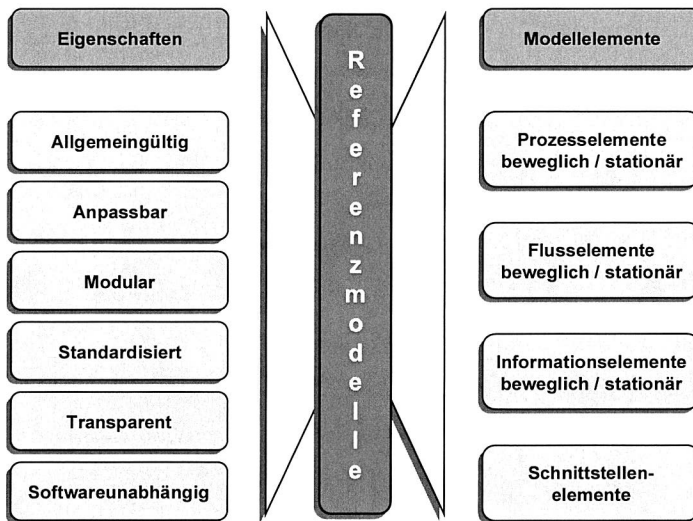 Eigenschaften
Allgemeingültig
Anpassbar
Modular
Standardisiert
Transparent
Softwareunabhängig
Referenzmodelle
Modellelemente
Prozesselemente
beweglich / stationär
Flusselemente
beweglich / stationär
Informationselemente
beweglich / stationär
Schnittstellen-
elemente